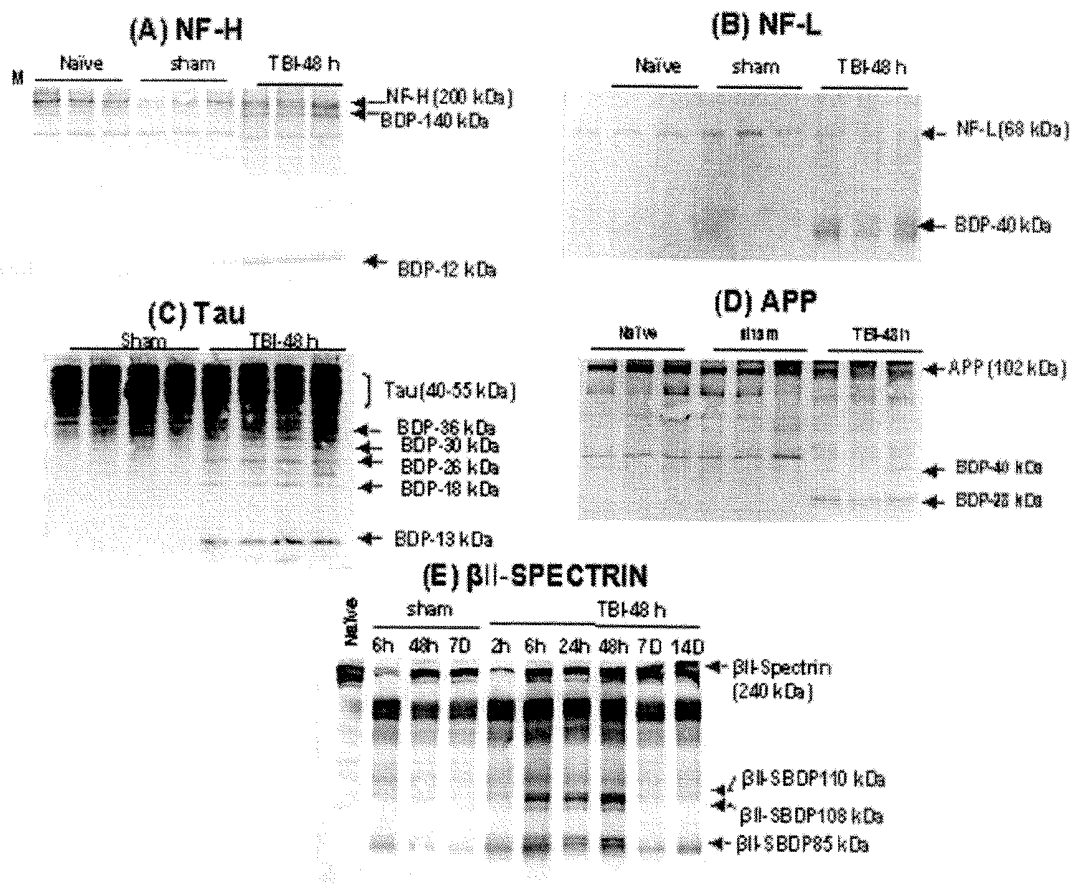 (A) NF-H
M Naïve sham TBI-48 h
NF-H (200 kDa)
BDP-140kDa
BDP-12 kDa
(B) NF-L
Naïve sham TBI-48 h
NF-L(68 kDa)
BDP-40 kDa
(C) Tau
Sham TBI-48 h
Tau(40-55 kDa)
BDP-36 kDa
BDP-30 kDa
BDP-26 kDa
BDP-18 kDa
BDP-13 kDa
(D) APP
Naïve sham TBI-48h
APP (102 kDa)
BDP-40 kDa
BDP-28 kDa
(E) βII-SPECTRIN
Naïve sham TBI-48 h
6h 48h 7D 2h 6h 24h 48h 7D 14D
βII-Spectrin
(240 kDa)
βII-SBDP110 kDa
βII-SBDP108 kDa
βII-SBDP85 kDa